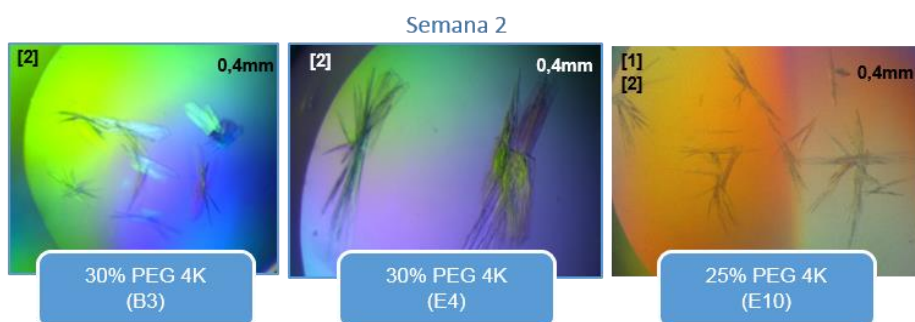 Semana 2
[2]
0,4mm
[2]
0,4mm
[1]
[2]
0,4mm
30% PEG 4K
(B3)
30% PEG 4K
(E4)
25% PEG 4K
(E10)